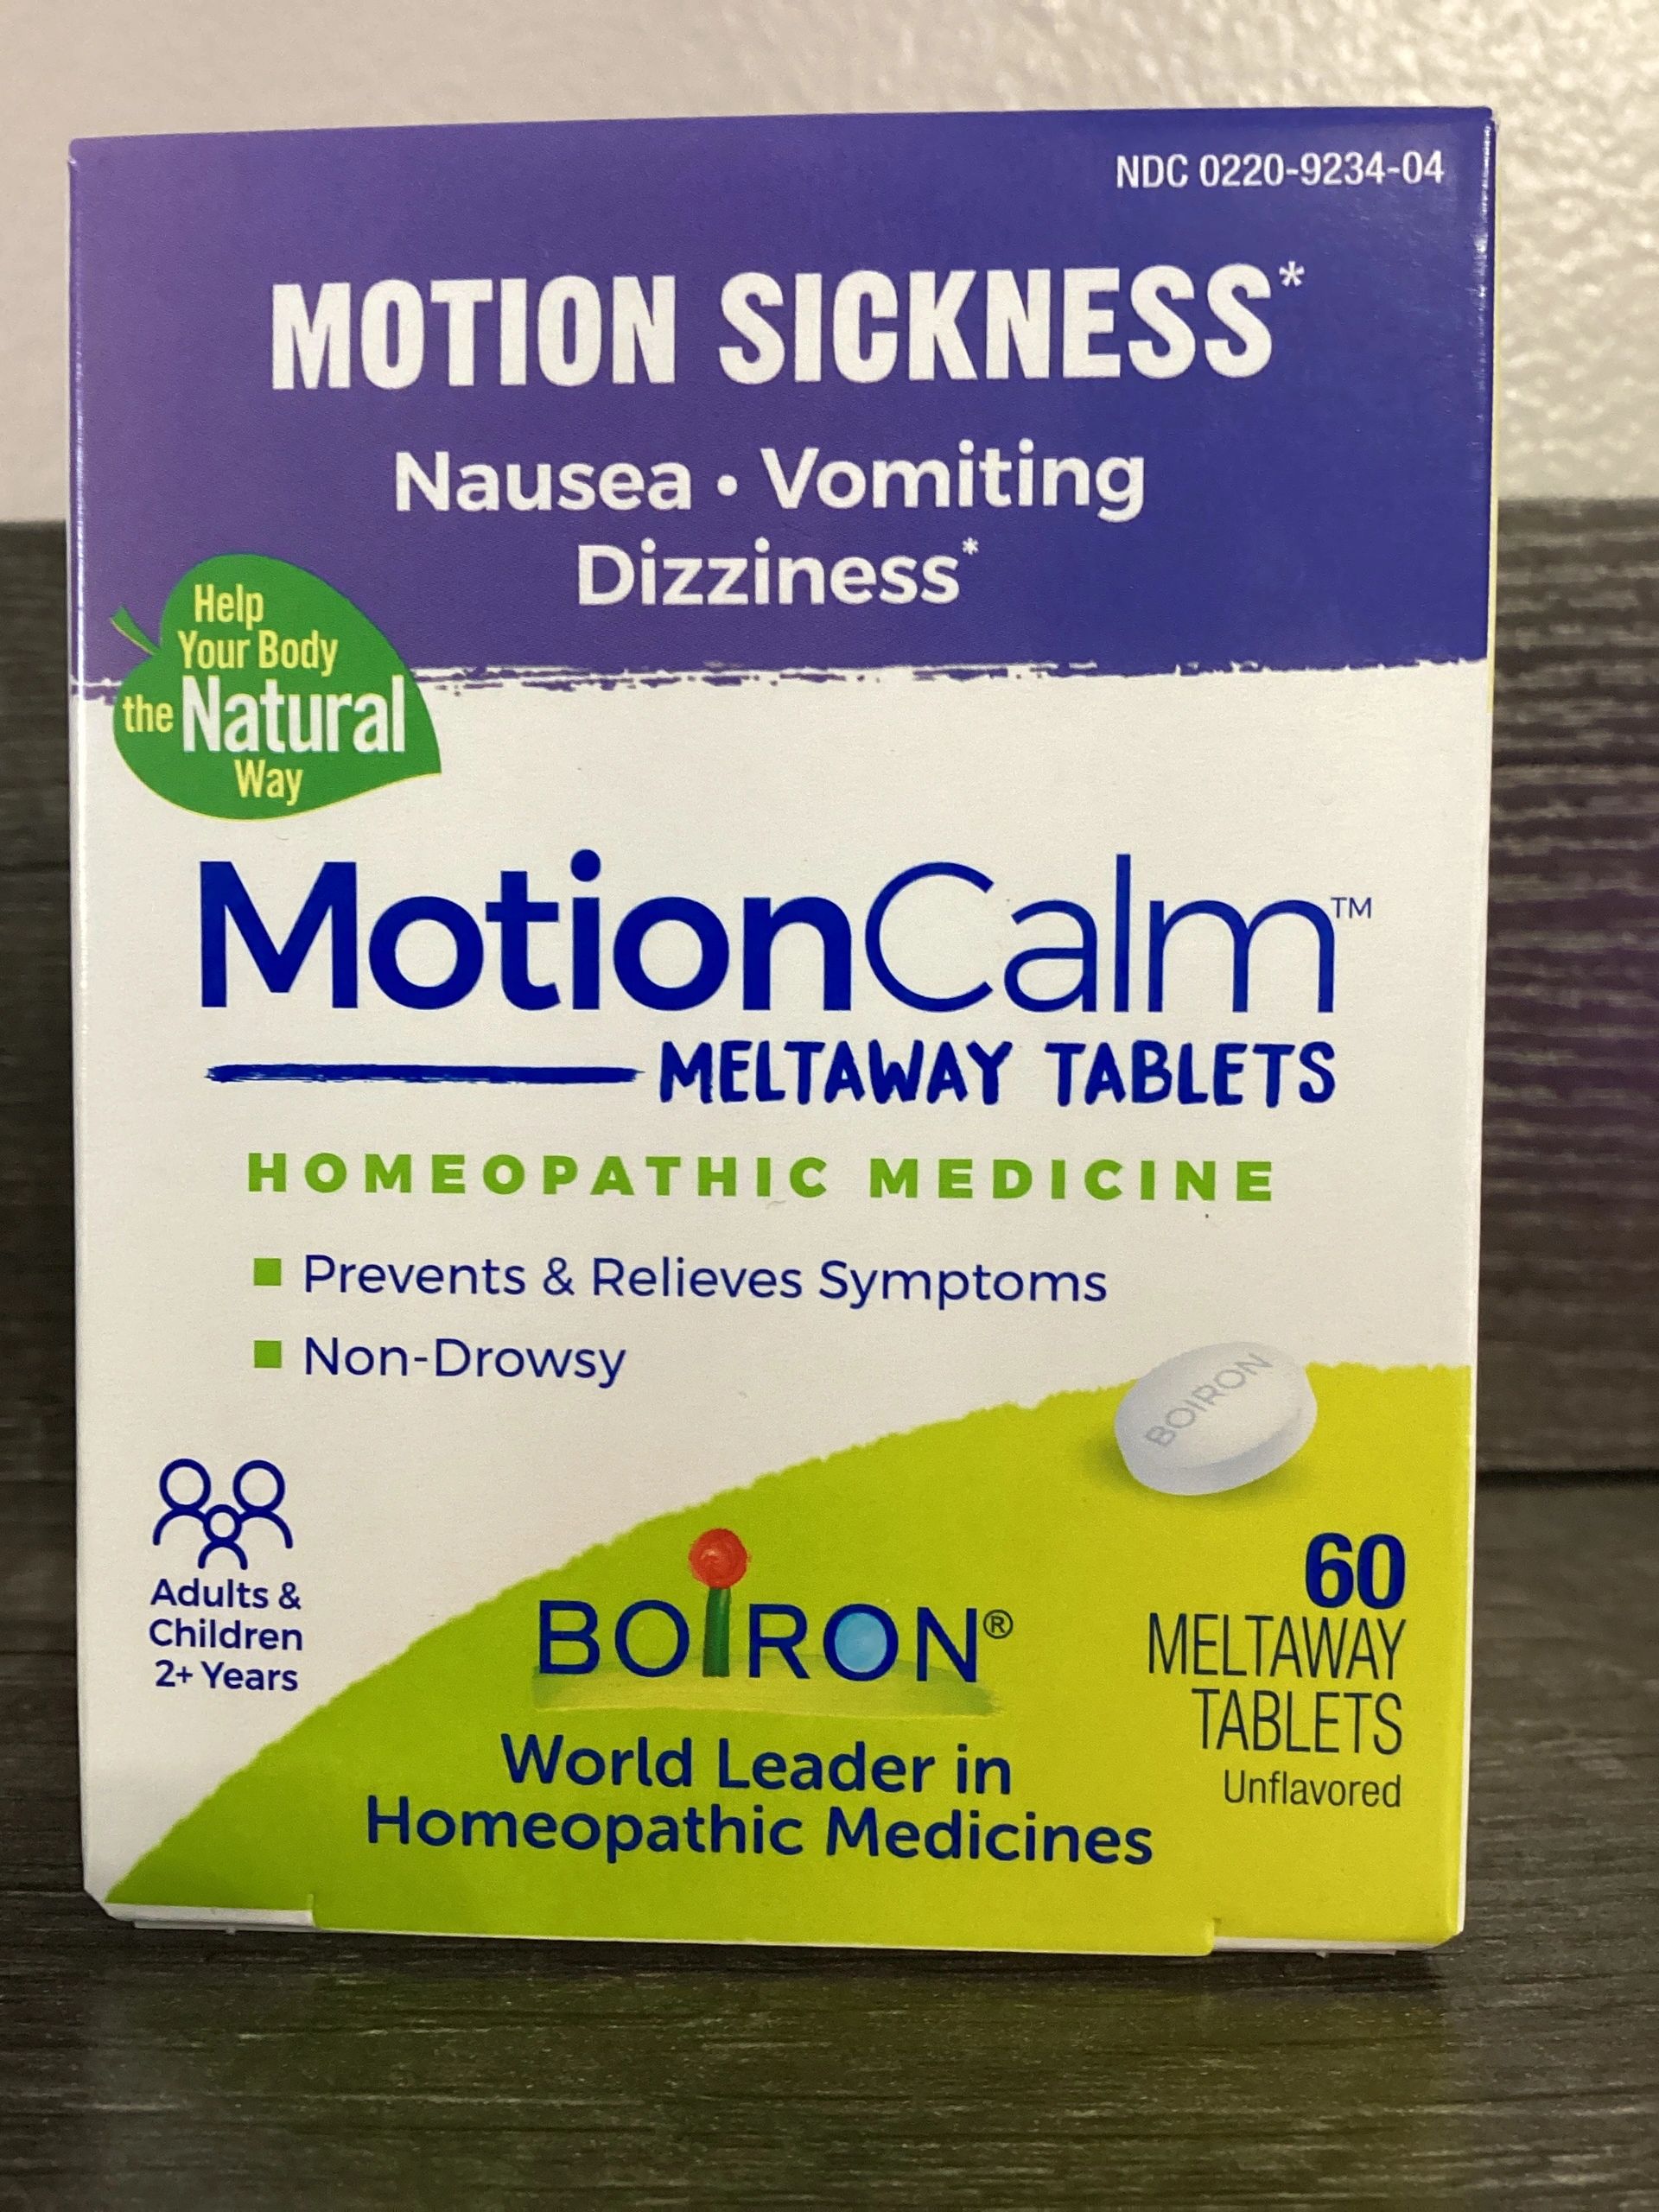 NDC 0220-9234-04
MOTION SICKNESS*
Nausea • Vomiting
Dizziness*
Help
Your Body
the Natural
Way
MotionCalm™
MELTAWAY TABLETS
HOMEOPATHIC MEDICINE
▪ Prevents & Relieves Symptoms
▪ Non-Drowsy
BOIRON
Adults &
Children
2+ Years
BOIRON®
World Leader in
Homeopathic Medicines
60
MELTAWAY
TABLETS
Unflavored